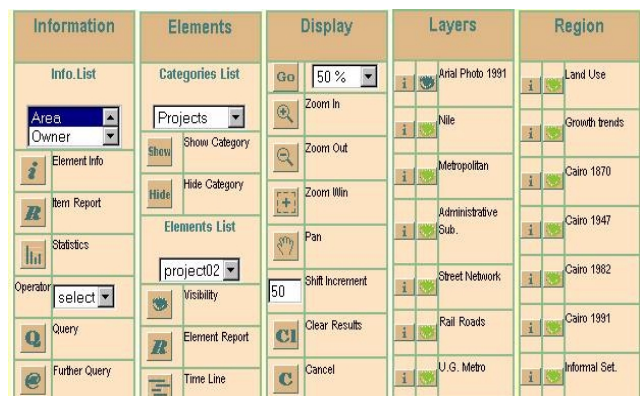 Information
Info.List
Area
Owner
i
Element Info
R
Item Report
Statistics
Operator
select
Q
Query
@
Further Query
Elements
Categories List
Projects
Show
Show Category
Hide
Hide Category
Elements List
project02
Visibility
R
Element Report
Time Line
Display
Go
50 %
Zoom In
Zoom Out
Zoom Win
Pan
50
Shift Increment
Cl
Clear Results
C
Cancel
Layers
i
Arial Photo 1991
i
Nile
i
Metropolitan
i
Administrative
Sub.
i
Street Network
i
Rail Roads
i
U.G. Metro
Region
i
Land Use
i
Growth trends
i
Cairo 1870
i
Cairo 1947
i
Cairo 1982
i
Cairo 1991
i
Informal Set.